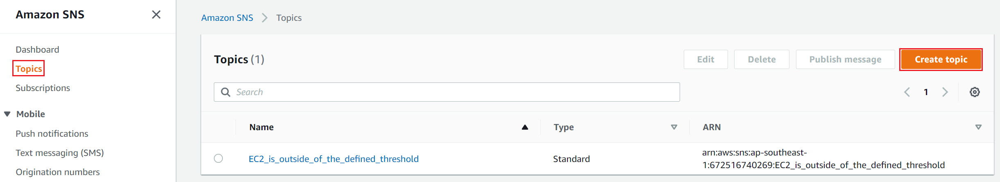 Amazon SNS
Dashboard
Topics
Subscriptions
Mobile
Push notifications
Text messaging (SMS)
Origination numbers
Amazon SNS > Topics
Topics (1)
Edit
Delete
Publish message
Create topic
Search
1
Name
Type
ARN
EC2_is_outside_of_the_defined_threshold
Standard
arn:aws:sns:ap-southeast-
1:672516740269:EC2_is_outside_of_the_defined_threshold